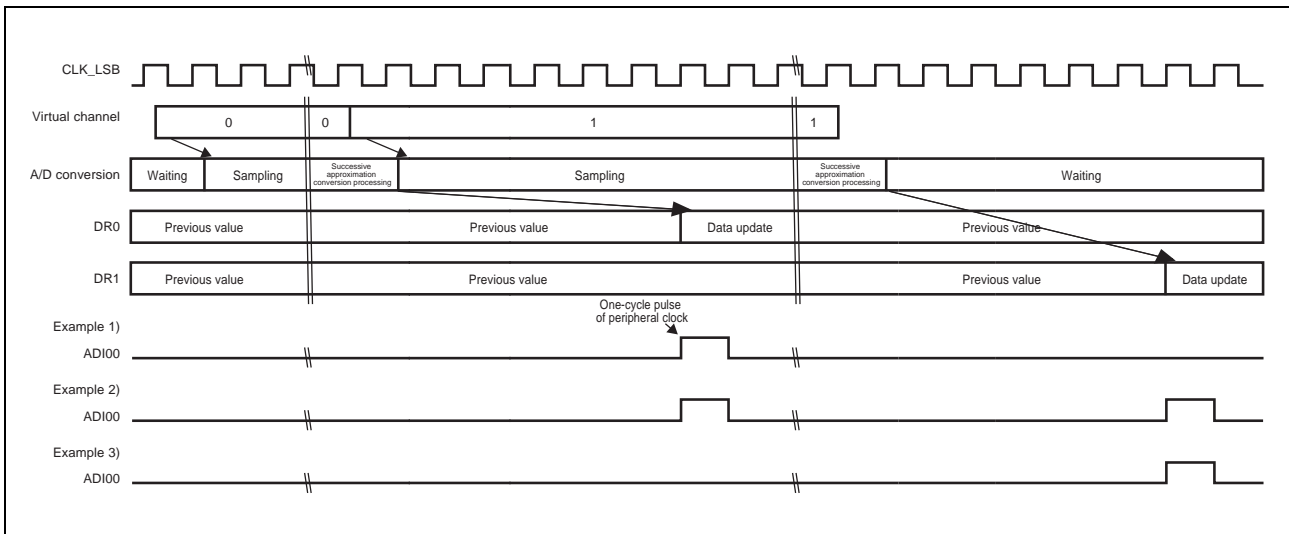 CLK_LSB
Virtual channel
0
0
1
1
A/D conversion
Waiting
Sampling
Successive
approximation
conversion processing
Sampling
Successive
approximation
conversion processing
Waiting
DR0
Previous value
Previous value
Data update
Previous value
DR1
Previous value
Previous value
Previous value
Data update
One-cycle pulse
of peripheral clock
Example 1)
ADI00
Example 2)
ADI00
Example 3)
ADI00